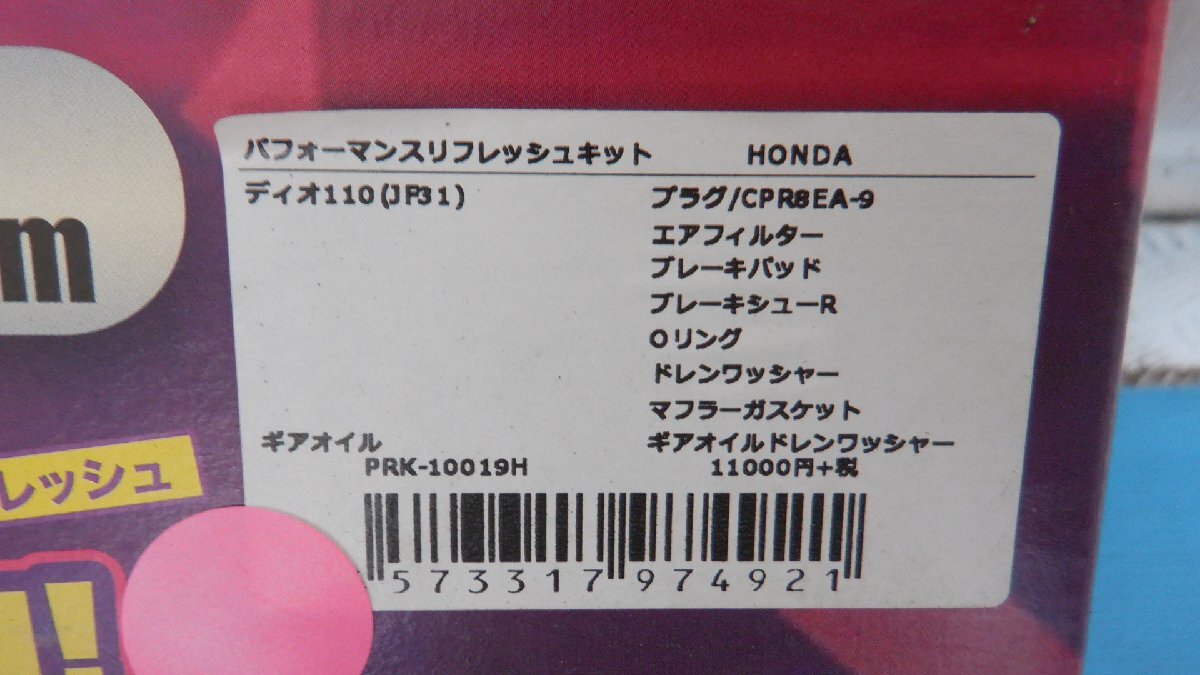 パフォーマンスリフレッシュキット HONDA
ディオ110(JF31) プラグ/CPR8EA-9
エアフィルター
ブレーキパッド
ブレーキシューR
Oリング
ドレンワッシャー
マフラーガスケット
ギアオイル ギアオイルドレンワッシャー
PRK-10019H 11000円+税
573317974921
m
レッシュ
!